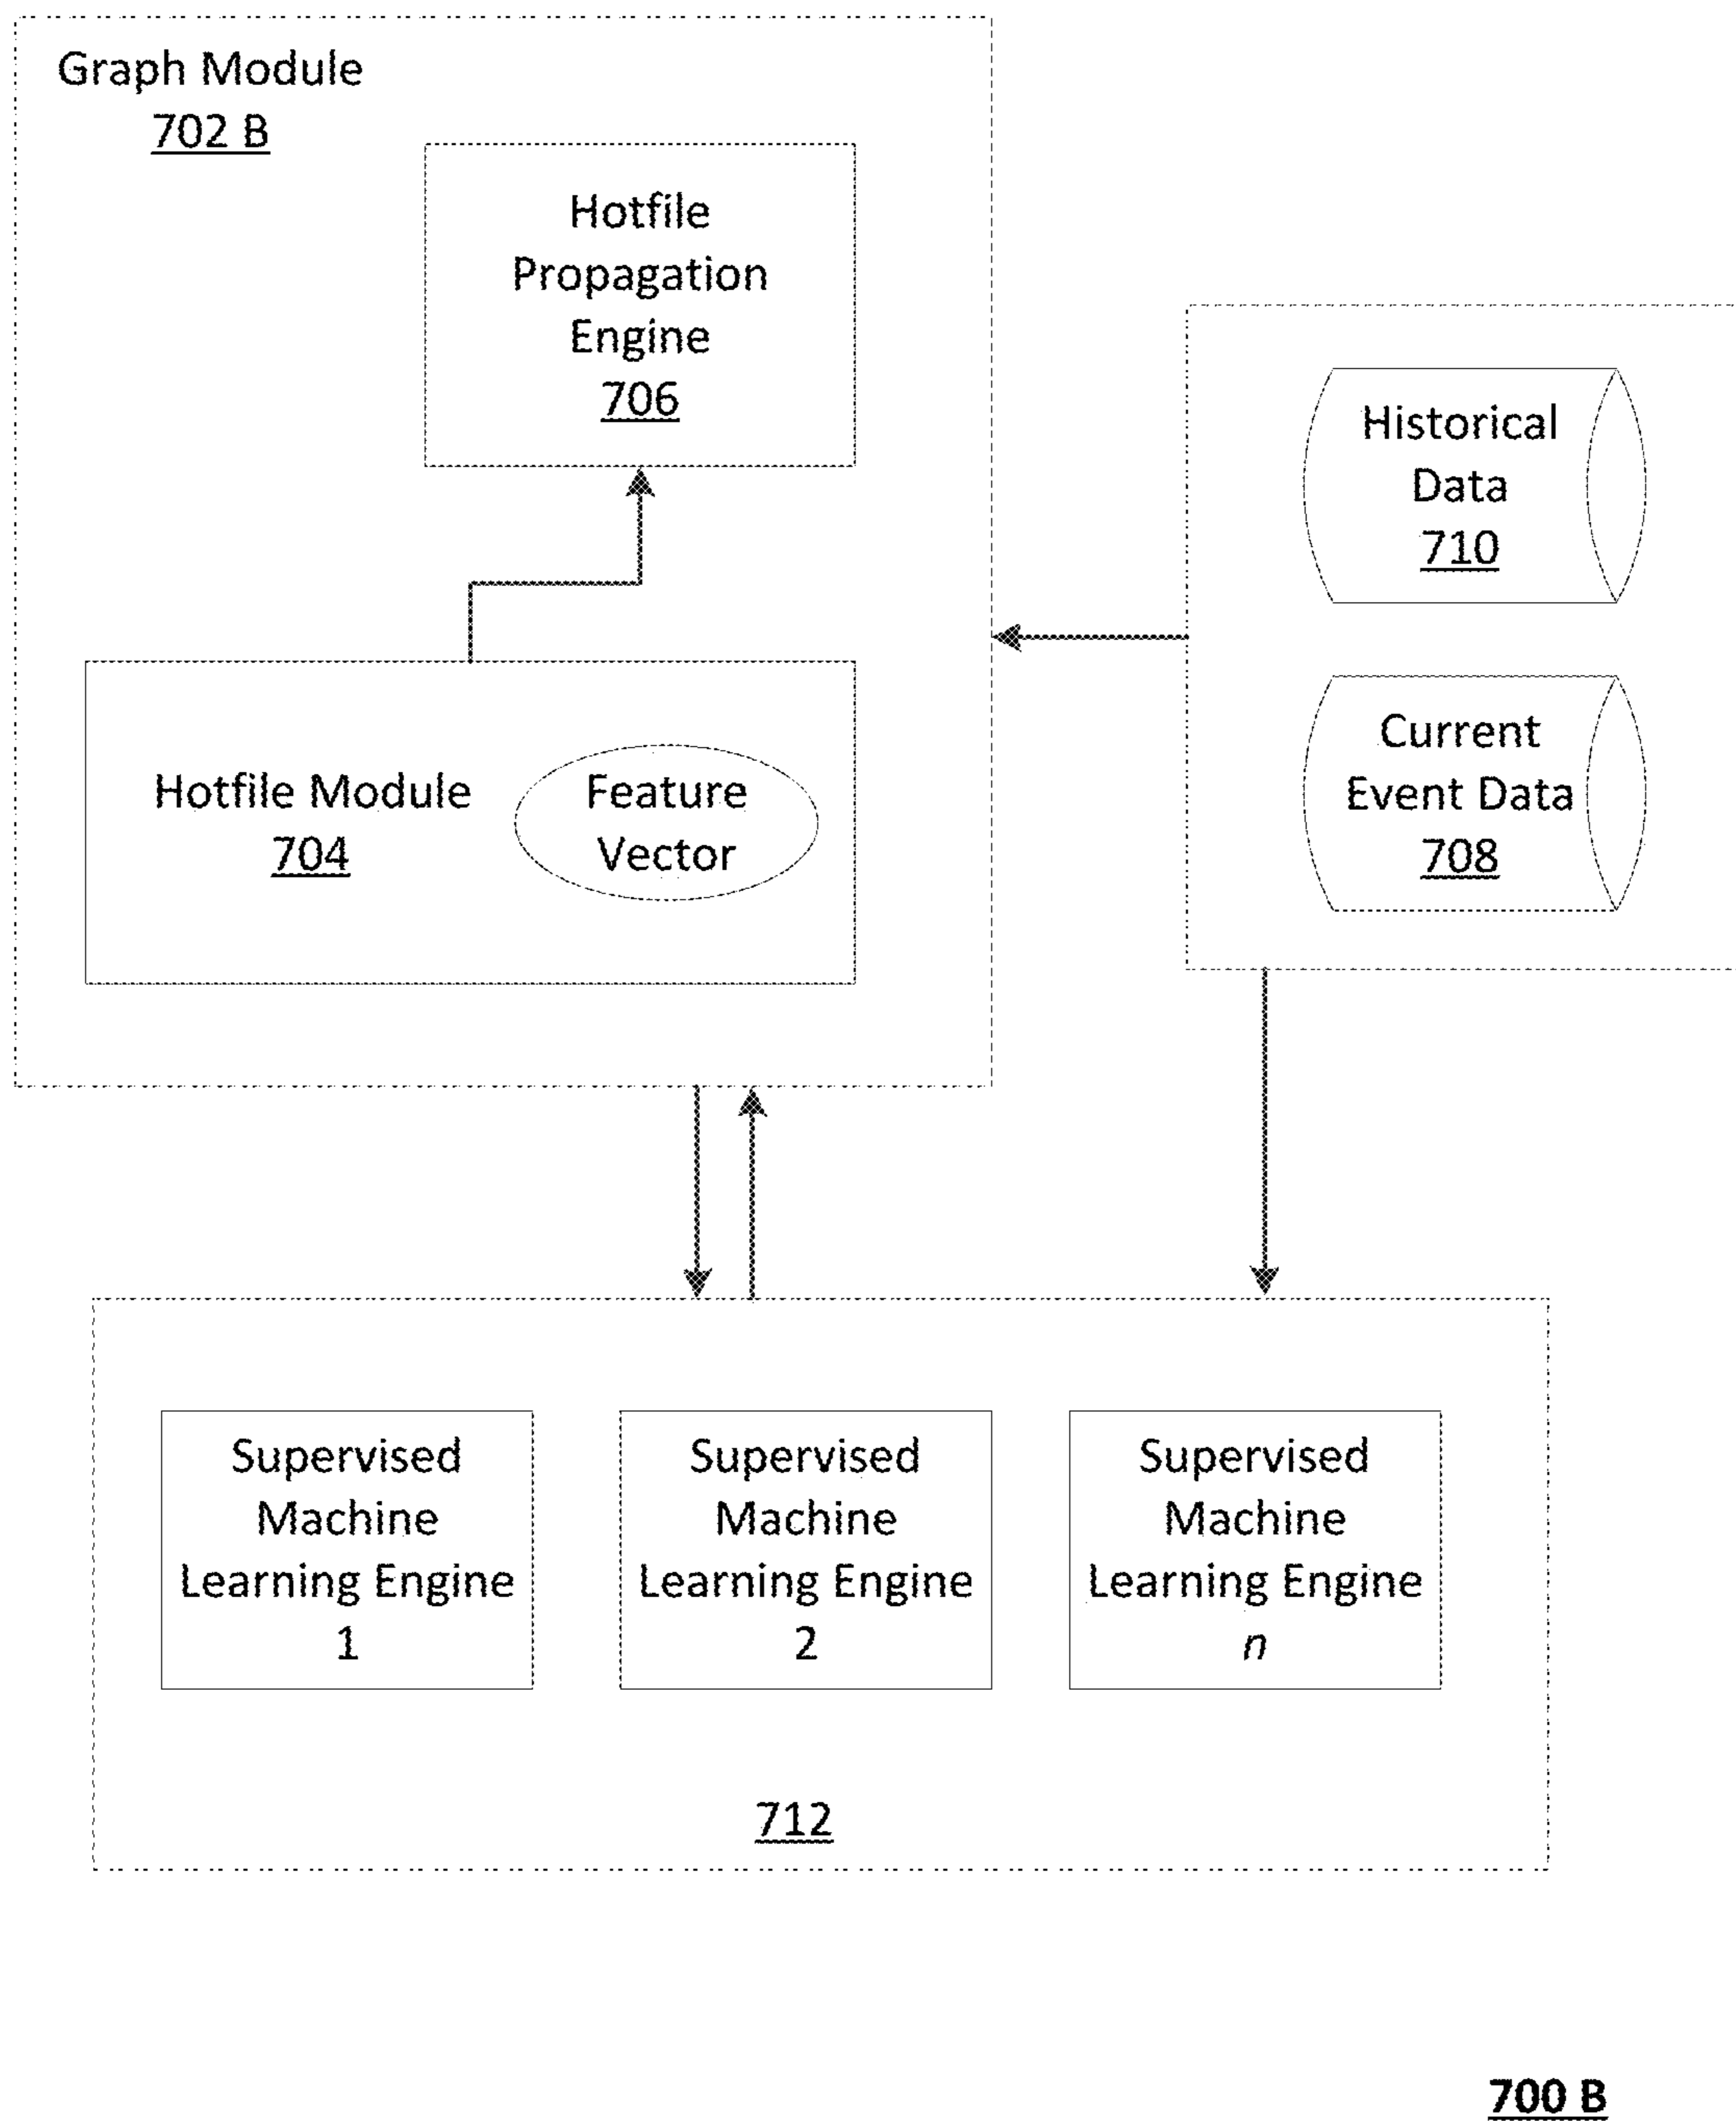 Graph Module
702 B
Hotfile
Propagation
Engine
706
Hotfile Module
704
Feature
Vector
Historical
Data
710
Current
Event Data
708
Supervised
Machine
Learning Engine
1
Supervised
Machine
Learning Engine
2
Supervised
Machine
Learning Engine
n
712
700 B